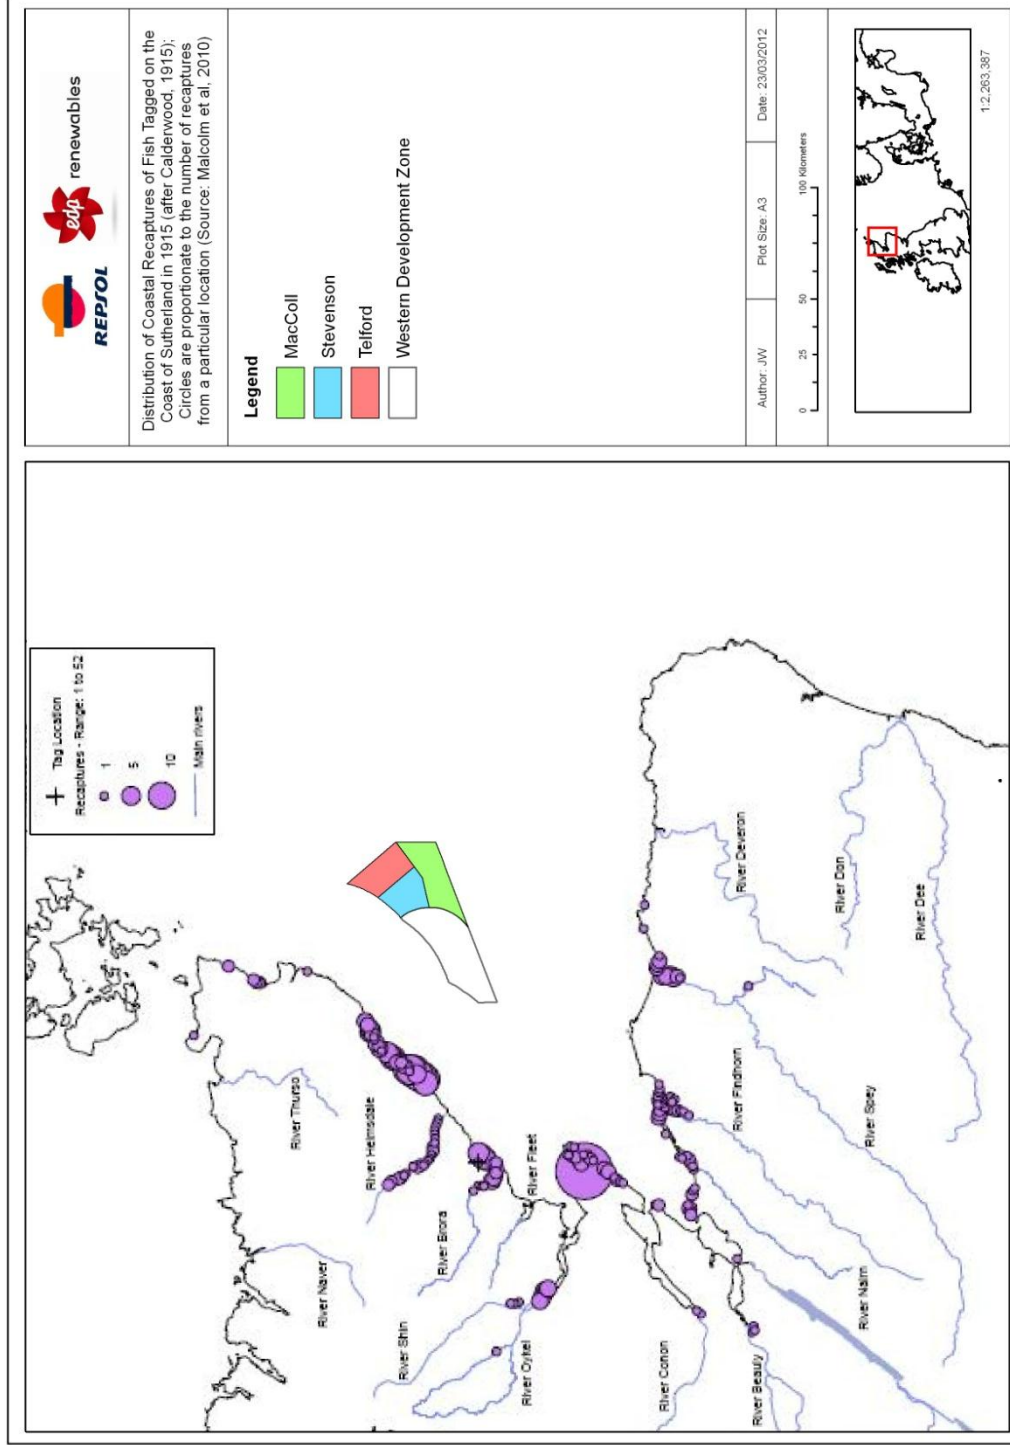 REPSOL
edp renewables
Distribution of Coastal Recaptures of Fish Tagged on the
Coast of Sutherland in 1915 (after Calderwood, 1915);
Circles are proportionate to the number of recaptures
from a particular location (Source: Malcolm et al, 2010)
Legend
MacColl
Stevenson
Telford
Western Development Zone
Author: JW
Plot Size: A3
Date: 23/03/2012
0 25 50 100 Kilometers
1:2,263,387
Tag Location
Recaptures - Range: 1 to 52
1
5
10
Main rivers
River Thurso
River Naver
River Helmsdale
River Brora
River Fleet
River Shin
River Oykel
River Conon
River Beauly
River Nairn
River Findhorn
River Spey
River Deveron
River Don
River Dee